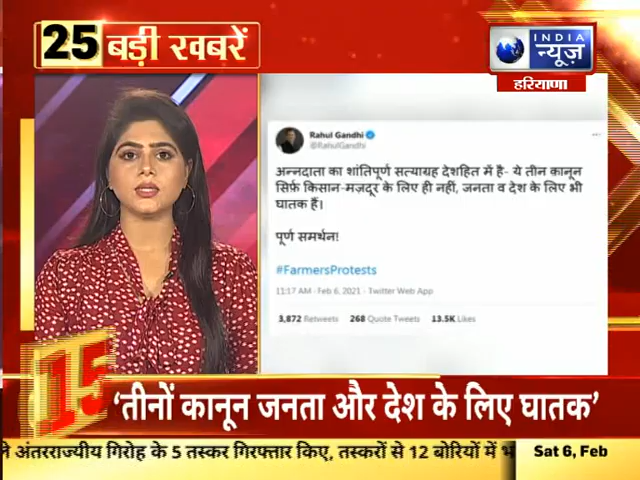 25 बड़ी खबरें
INDIA
न्यूज़
हरियाणा
Rahul Gandhi
@RahulGandhi
अन्नदाता का शांतिपूर्ण सत्याग्रह देशहित में है- ये तीन कानून
सिर्फ़ किसान-मज़दूर के लिए ही नहीं, जनता व देश के लिए भी
घातक हैं।
पूर्ण समर्थन!
#FarmersProtests
11:17 AM · Feb 6, 2021 · Twitter Web App
3,872 Retweets 268 Quote Tweets 13.5K Likes
15 ‘तीनों कानून जनता और देश के लिए घातक’
ने अंतरराज्यीय गिरोह के 5 तस्कर गिरफ्तार किए, तस्करों से 12 बोरियों में Sat 6, Feb